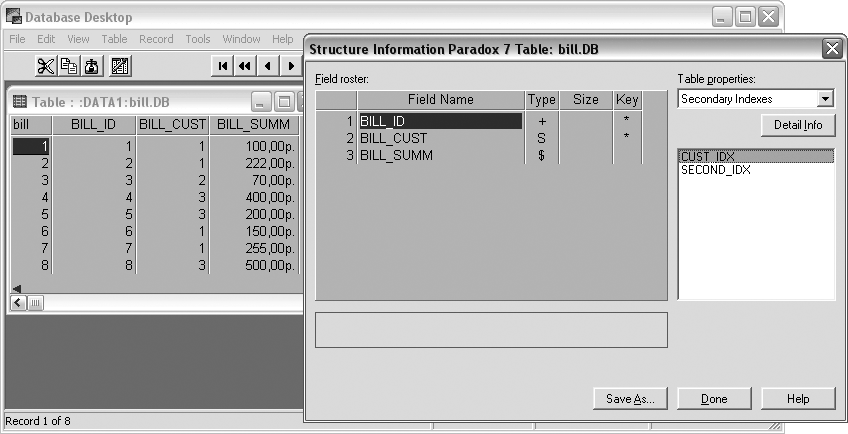 Database Desktop
File Edit View Table Record Tools Window Help
Table : :DATA1:bill.DB
bill BILL_ID BILL_CUST BILL_SUMM
1 1 1 100,00р.
2 2 1 222,00р.
3 3 2 70,00р.
4 4 3 400,00р.
5 5 3 200,00р.
6 6 1 150,00р.
7 7 1 255,00р.
8 8 3 500,00р.
Record 1 of 8
Structure Information Paradox 7 Table: bill.DB
Field roster:
Field Name Type Size Key
1 BILL_ID + *
2 BILL_CUST S *
3 BILL_SUMM $
Table properties:
Secondary Indexes
Detail Info
CUST_IDX
SECOND_IDX
Save As... Done Help